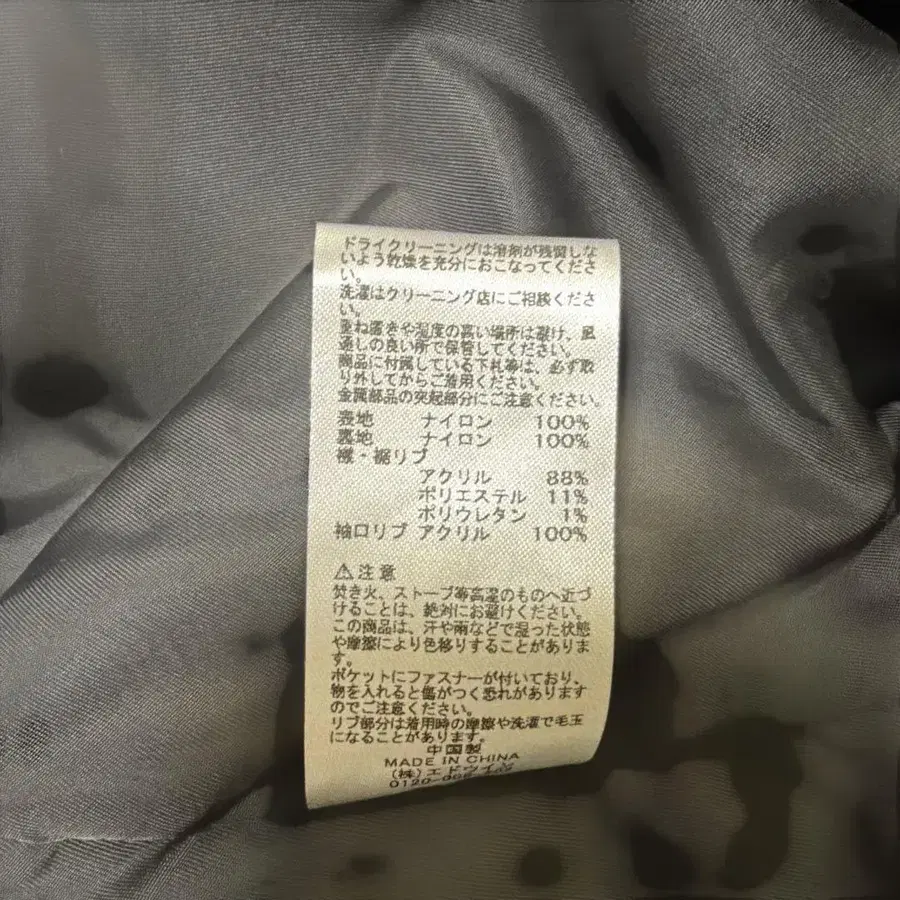 ドライクリーニングは溶剤が残留しな
いよう乾燥を充分におこなってくださ
い。
洗濯はクリーニング店にご相談くださ
い。
重ね置きや湿度の高い場所は避け、風
通しの良い所で保管してください。
商品に付属している下札等は、必ず取
り外してからご着用ください。
金属部品の突起部分にご注意ください。
表地 ナイロン 100%
裏地 ナイロン 100%
衿・裾リブ
アクリル 88%
ポリエステル 11%
ポリウレタン 1%
袖口リブ アクリル 100%
⚠注意
焚き火、ストーブ等高温のものへ近づ
けることは、絶対にお避けください。
この商品は、汗や雨などで湿った状態
や摩擦により色移りすることがありま
す。
ポケットにファスナーが付いており、
物を入れると傷がつく恐れがあります
のでご注意ください。
リブ部分は着用時の摩擦や洗濯で毛玉
になることがあります。
中国製
MADE IN CHINA
(株)エドウイン
0120-008-